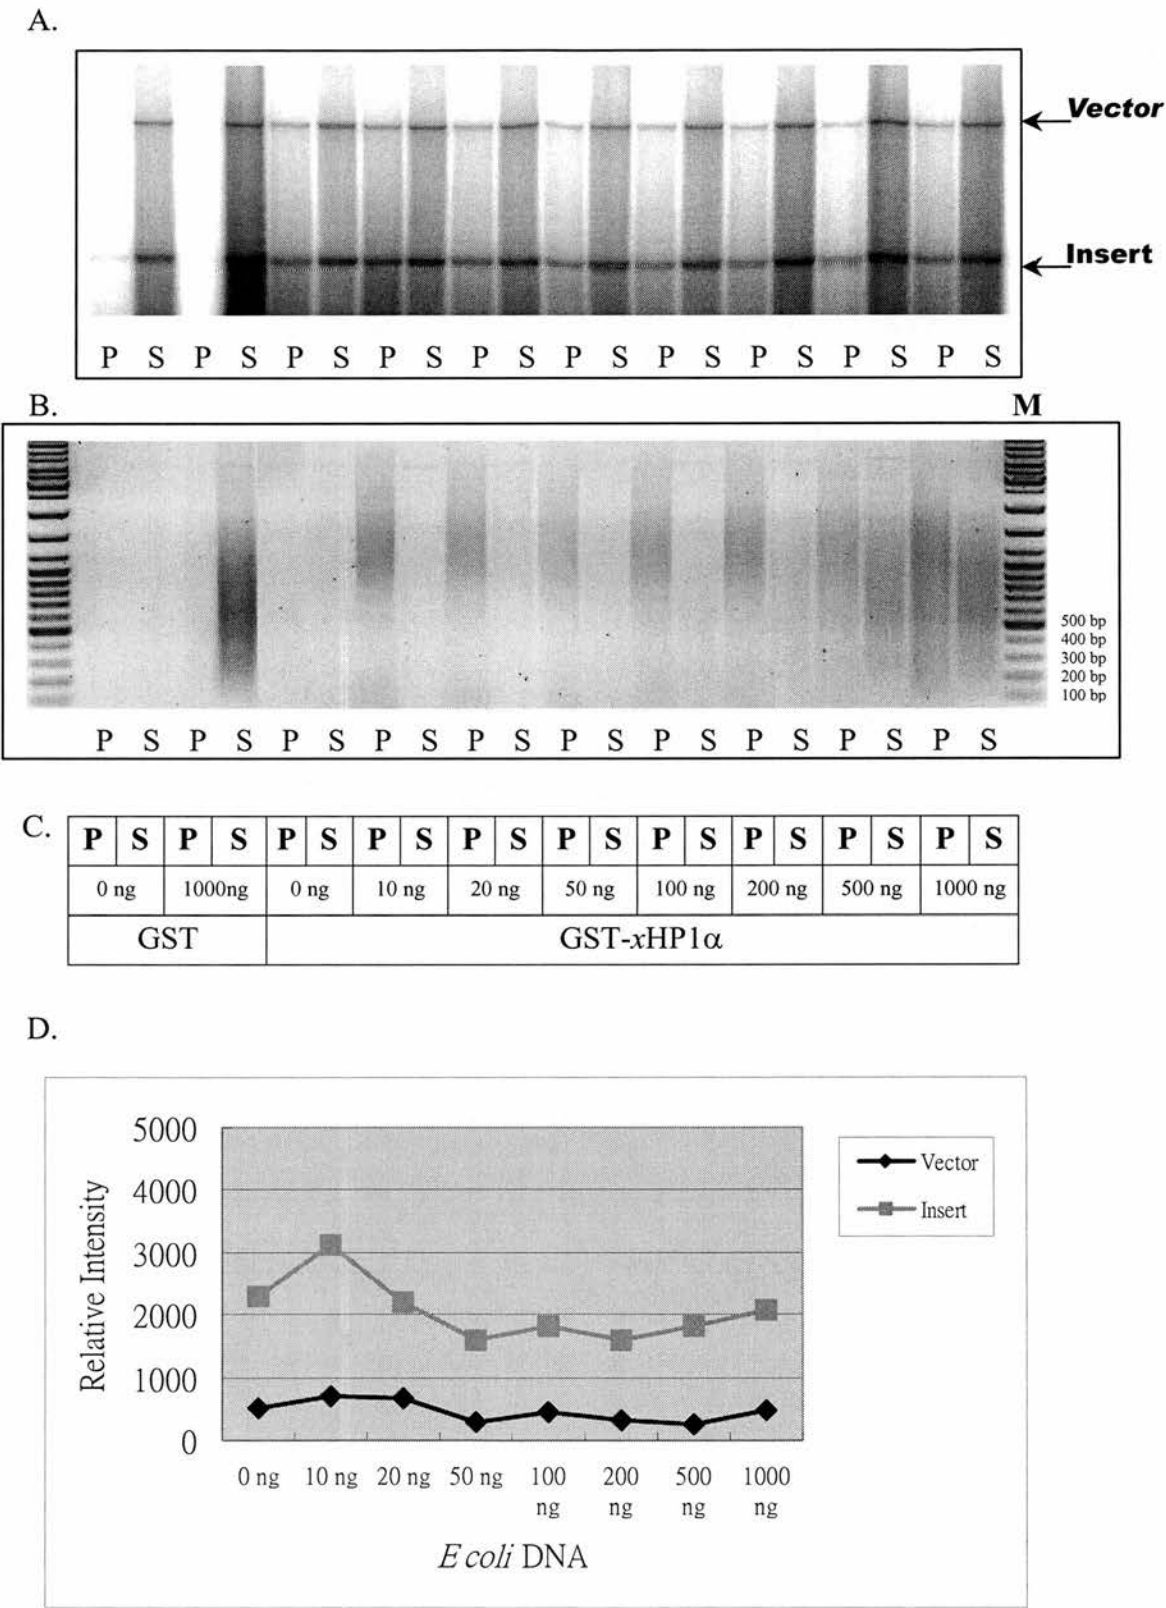 A.
Vector
Insert
P S P S P S P S P S P S P S P S P S P S
B.
M
500 bp
400 bp
300 bp
200 bp
100 bp
P S P S P S P S P S P S P S P S P S P S
C.
P S P S P S P S P S P S P S P S P S P S
0 ng 1000ng 0 ng 10 ng 20 ng 50 ng 100 ng 200 ng 500 ng 1000 ng
GST GST-xHP1α
D.
5000
4000
3000
2000
1000
0
Relative Intensity
Vector
Insert
0 ng 10 ng 20 ng 50 ng 100 200 500 1000
ng ng ng ng
E coli DNA